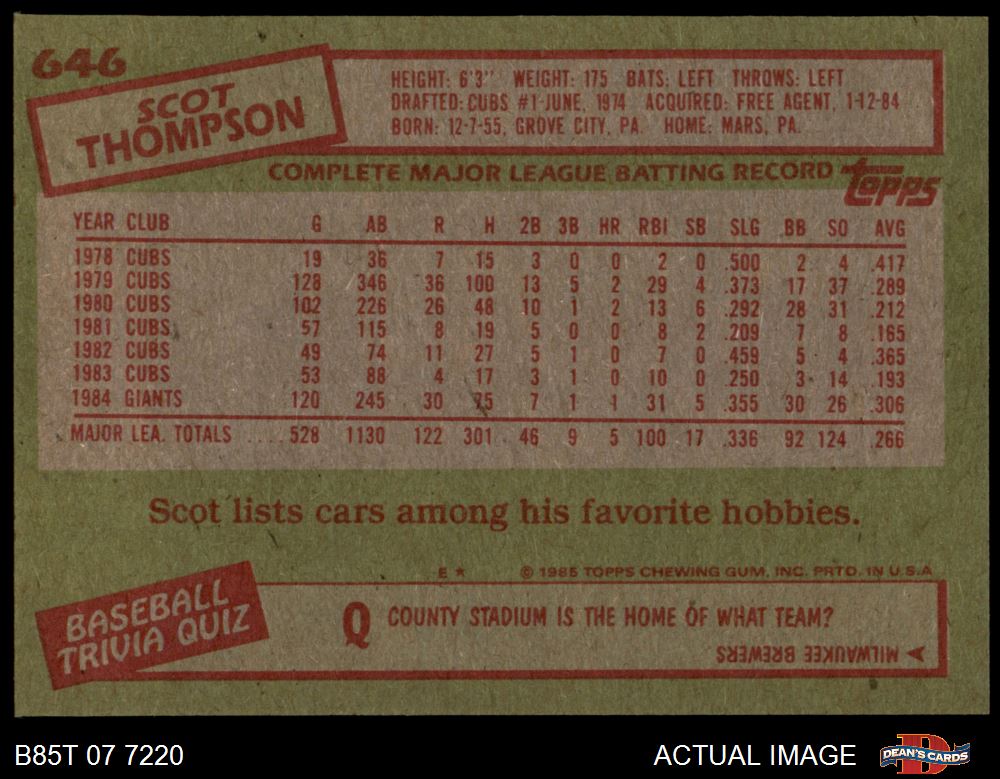 646
SCOT
THOMPSON
HEIGHT: 6'3" WEIGHT: 175 BATS: LEFT THROWS: LEFT
DRAFTED: CUBS #1-JUNE, 1974 ACQUIRED: FREE AGENT, 1-12-84
BORN: 12-7-55, GROVE CITY, PA. HOME: MARS, PA.
COMPLETE MAJOR LEAGUE BATTING RECORD topps
YEAR CLUB G AB R H 2B 3B HR RBI SB SLG BB SO AVG
1978 CUBS 19 36 7 15 3 0 0 2 0 .500 2 4 .417
1979 CUBS 128 346 36 100 13 5 2 29 4 .373 17 37 .289
1980 CUBS 102 226 26 48 10 1 2 13 6 .292 28 31 .212
1981 CUBS 57 115 8 19 5 0 0 8 2 .209 7 8 .165
1982 CUBS 49 74 11 27 5 1 0 7 0 .459 5 4 .365
1983 CUBS 53 88 4 17 3 1 0 10 0 .250 3 14 .193
1984 GIANTS 120 245 30 75 7 1 1 31 5 .355 30 26 .306
MAJOR LEA. TOTALS .... 528 1130 122 301 46 9 5 100 17 .336 92 124 .266
Scot lists cars among his favorite hobbies.
E * © 1985 TOPPS CHEWING GUM, INC. PRTD. IN U.S.A
BASEBALL
TRIVIA QUIZ
Q COUNTY STADIUM IS THE HOME OF WHAT TEAM?
MILWAUKEE BREWERS
B85T 07 7220
ACTUAL IMAGE
DEAN'S CARDS